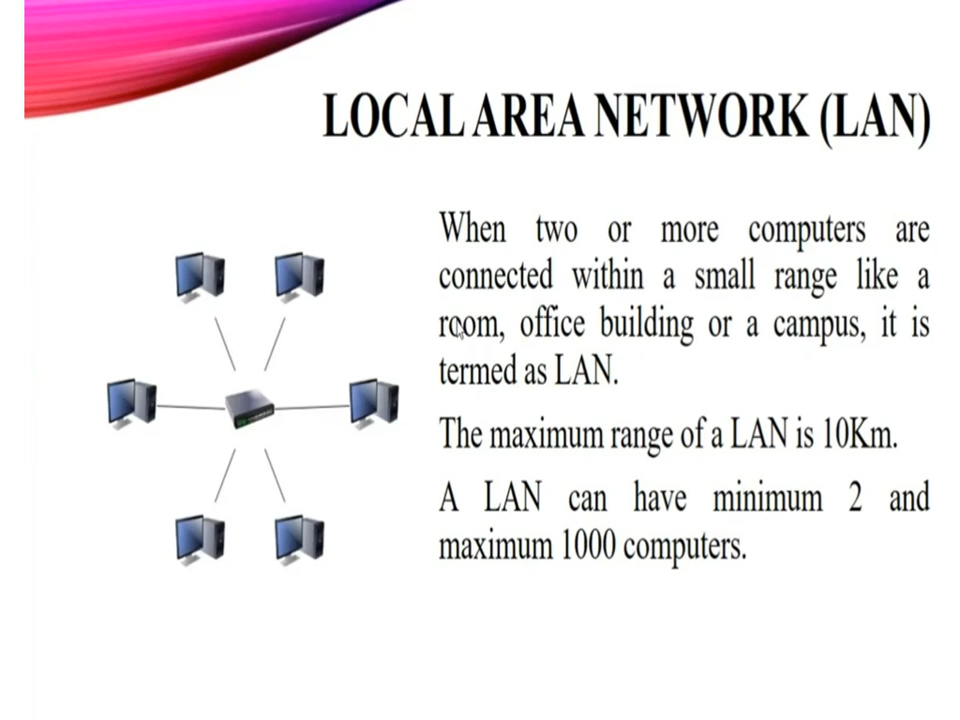 LOCAL AREA NETWORK (LAN)
When two or more computers are
connected within a small range like a
room, office building or a campus, it is
termed as LAN.
The maximum range of a LAN is 10Km.
A LAN can have minimum 2 and
maximum 1000 computers.